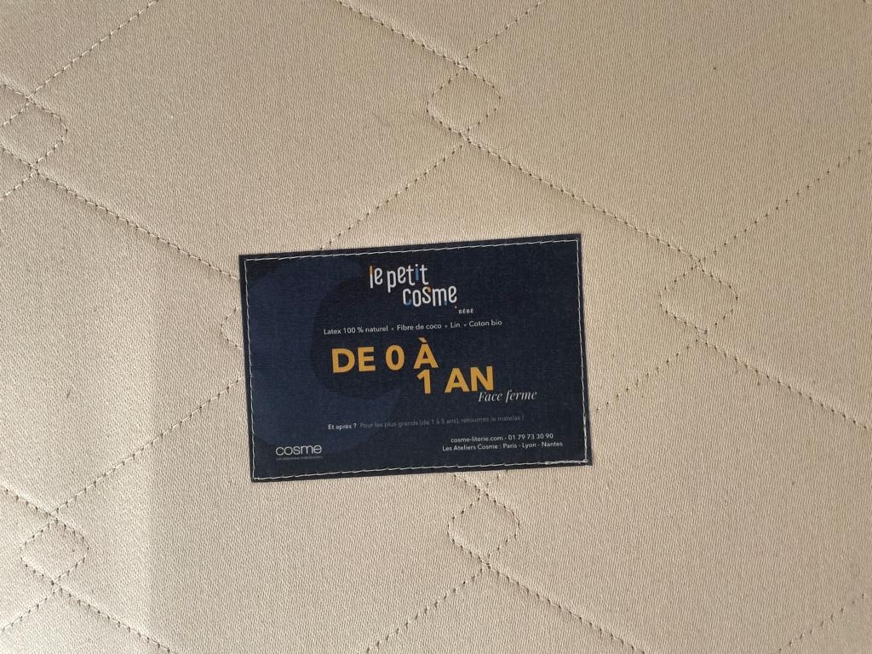 le petit
cosme
BÉBÉ
Latex 100 % naturel • Fibre de coco • Lin • Coton bio
DE 0 À
1 AN
Face ferme
Et après ? Pour les plus grands (de 1 à 5 ans), retournez le matelas !
cosme-literie.com - 01 79 73 30 90
Les Ateliers Cosme : Paris - Lyon - Nantes
cosme